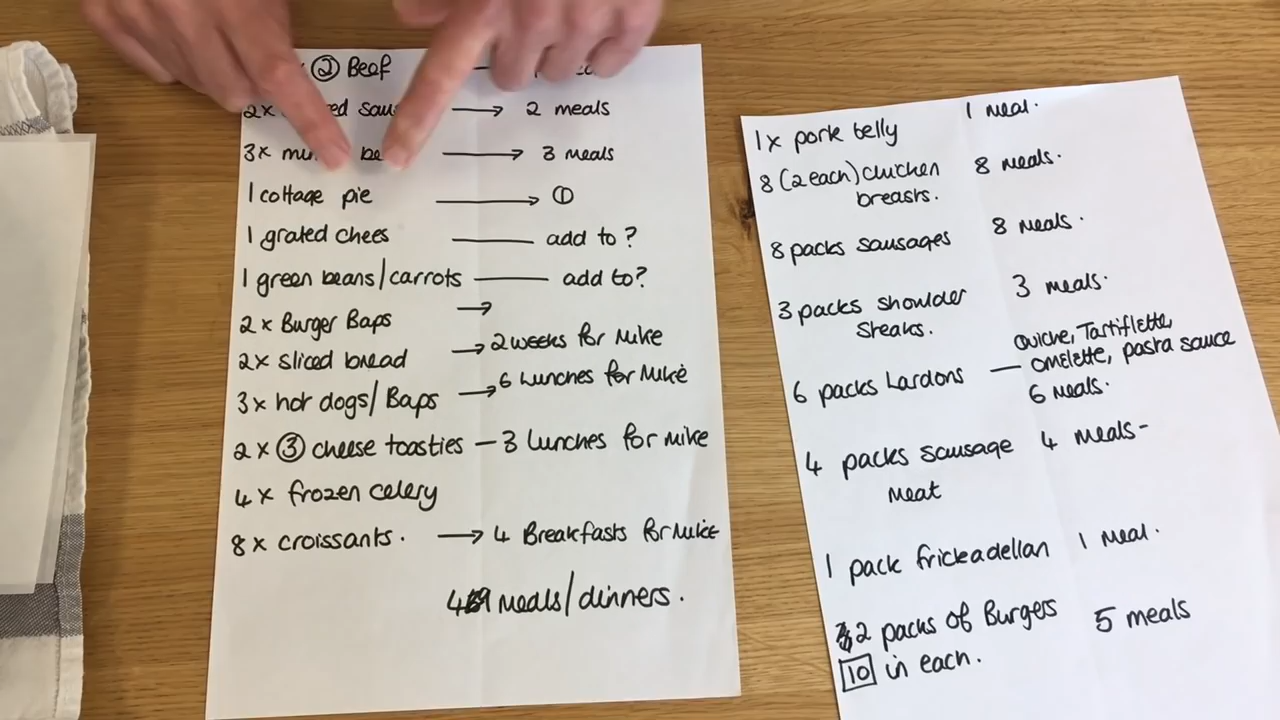 ② Beef
2x saus → 2 meals
3x → 3 meals
1 cottage pie → ①
1 grated chees — add to?
1 green beans/carrots — add to?
2 x Burger Baps →
2x sliced bread → 2 weeks for Mike
3x hot dogs/Baps → 6 Lunches for Mike
2 x ③ cheese toasties — 3 Lunches for Mike
4x frozen celery
8x croissants. → 4 Breakfasts for Mike
49 meals/dinners.
1x pork belly 1 meal.
8 (2 each) chicken 8 meals.
breasts.
8 packs sausages 8 meals.
3 packs shoulder 3 meals.
Steaks.
Quiche, Tartiflette,
6 packs Lardons — omelette, pasta sauce
6 meals.
4 packs sausage 4 meals-
meat
1 pack frickadellan 1 meal.
2 packs of Burgers 5 meals
10 in each.